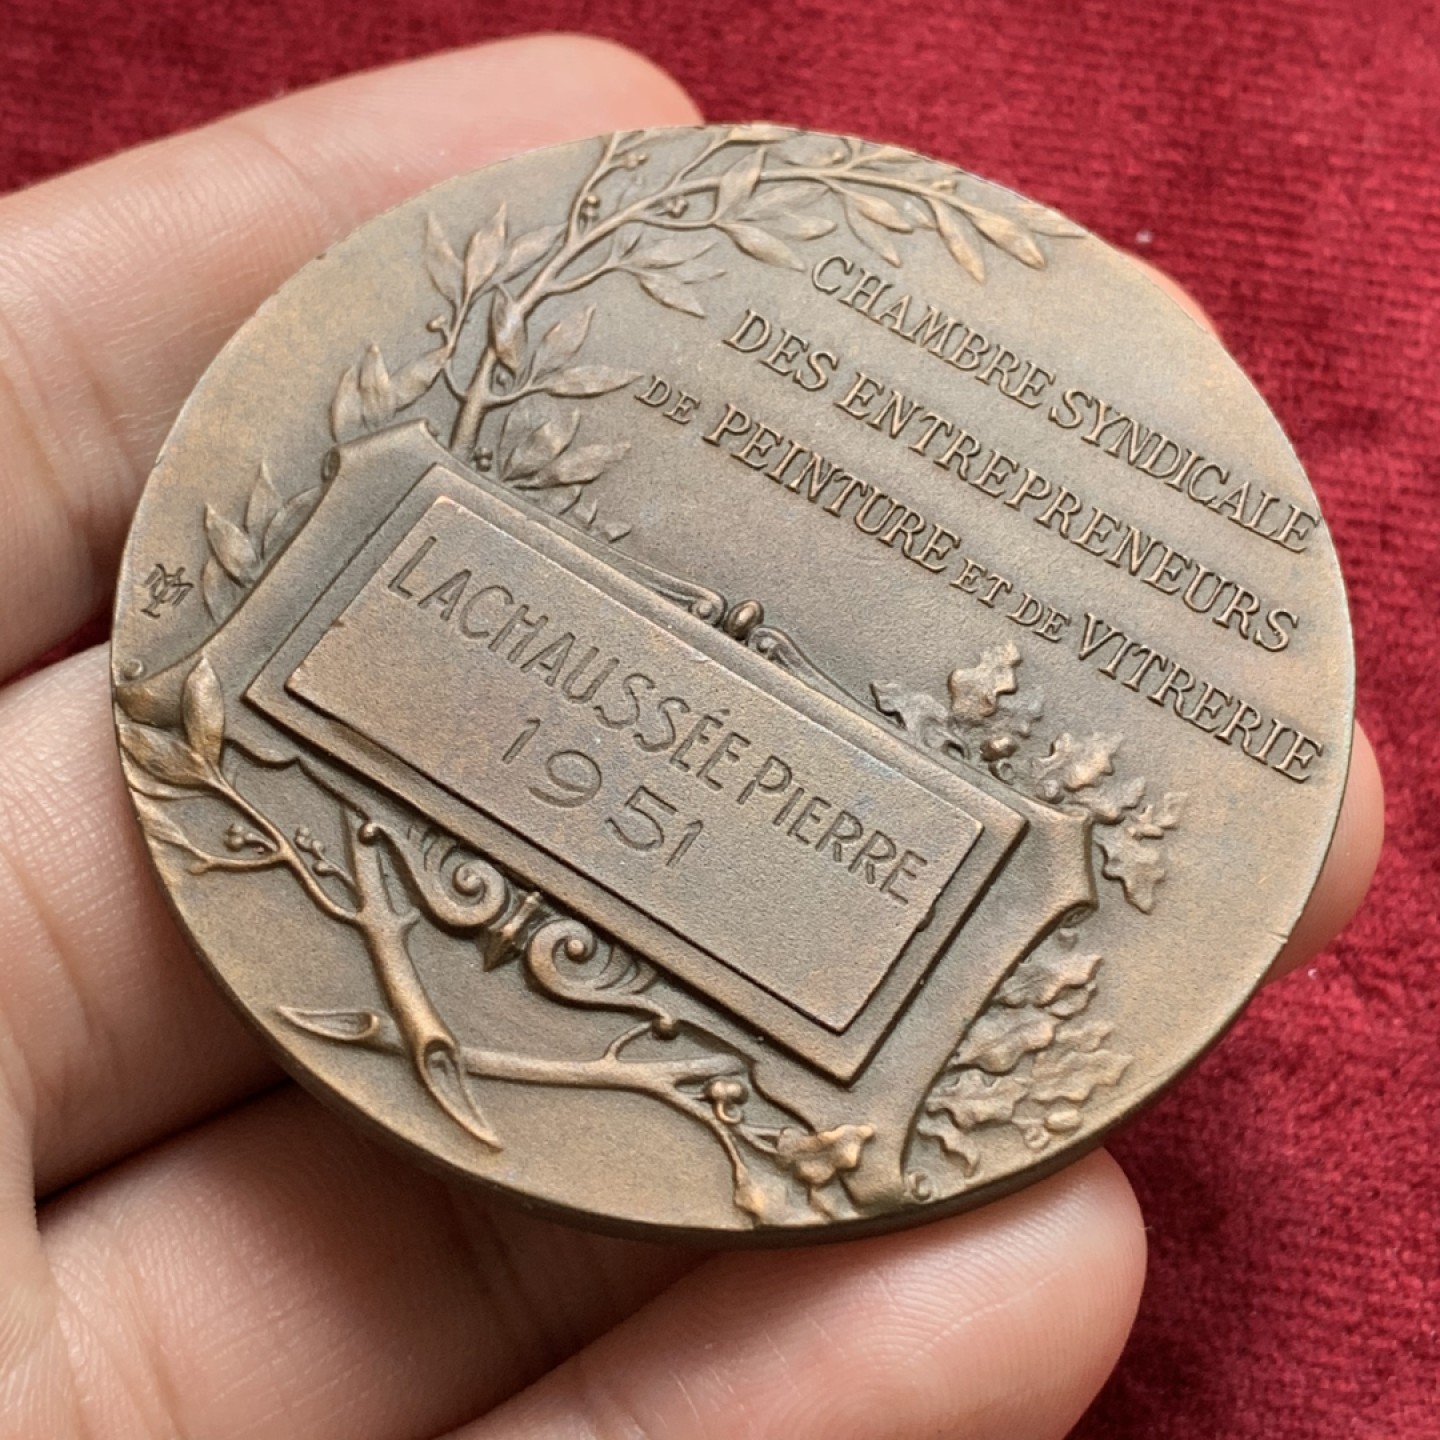 CHAMBRE SYNDICALE
DES ENTREPRENEURS
DE PEINTURE ET DE VITRERIE
LACHAUSSÉE PIERRE
1951